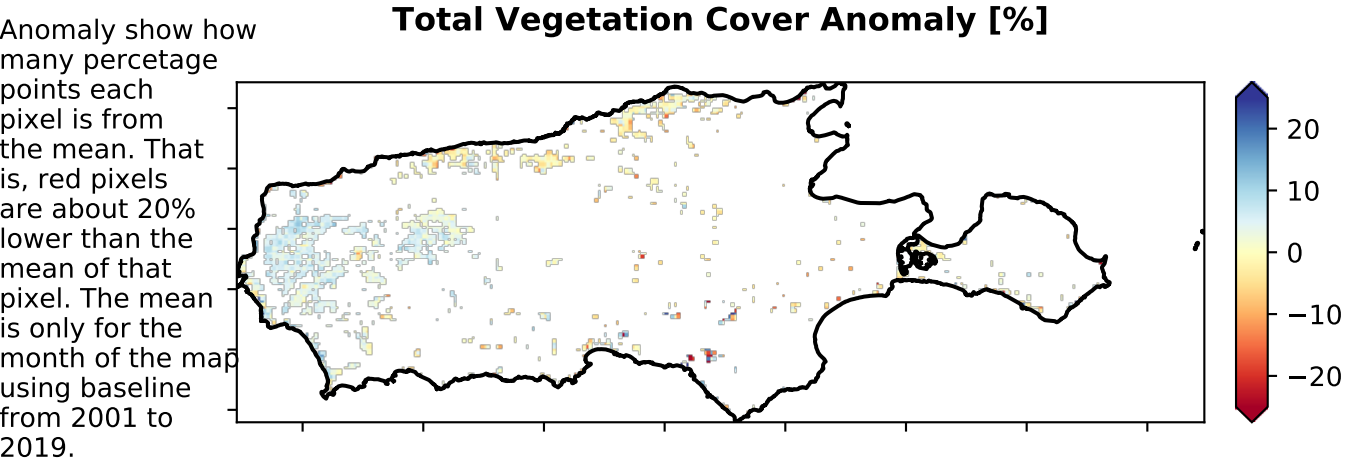 Total Vegetation Cover Anomaly [%]
Anomaly show how
many percetage
points each
pixel is from
the mean. That
is, red pixels
are about 20%
lower than the
mean of that
pixel. The mean
is only for the
month of the map
using baseline
from 2001 to
2019.
20
10
0
−10
−20